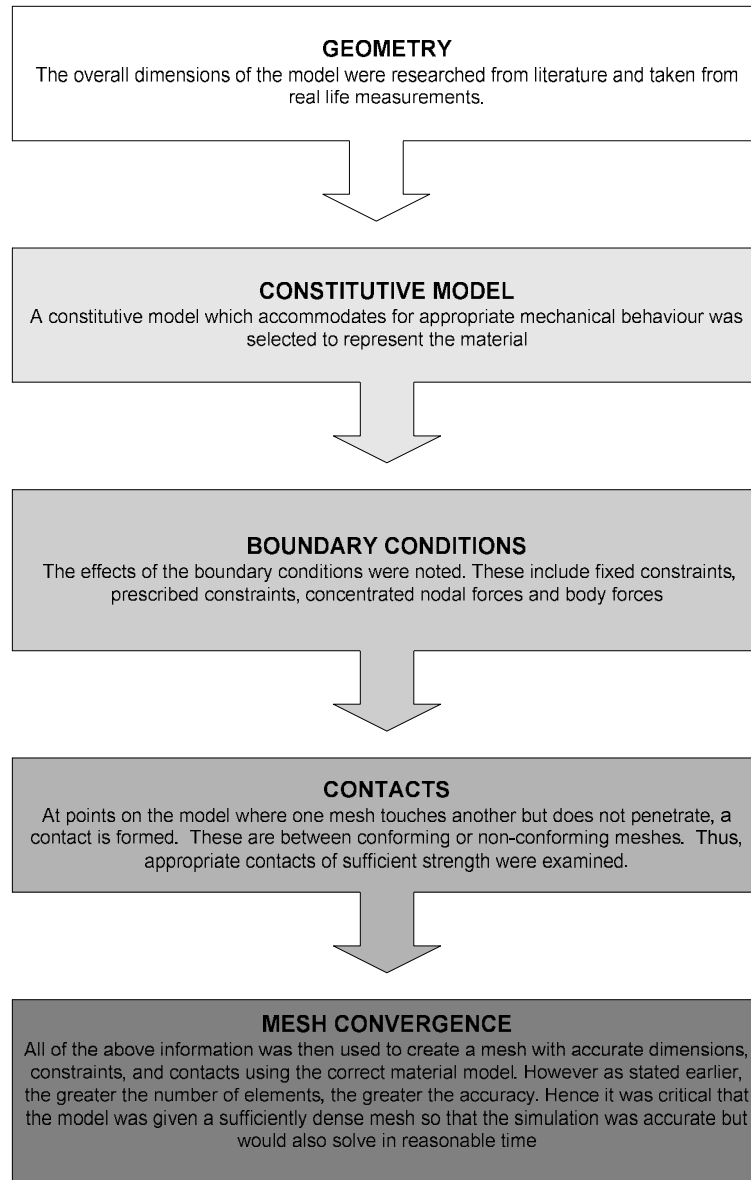 GEOMETRY
The overall dimensions of the model were researched from literature and taken from
real life measurements.
CONSTITUTIVE MODEL
A constitutive model which accommodates for appropriate mechanical behaviour was
selected to represent the material
BOUNDARY CONDITIONS
The effects of the boundary conditions were noted. These include fixed constraints,
prescribed constraints, concentrated nodal forces and body forces
CONTACTS
At points on the model where one mesh touches another but does not penetrate, a
contact is formed.  These are between conforming or non-conforming meshes.  Thus,
appropriate contacts of sufficient strength were examined.
MESH CONVERGENCE
All of the above information was then used to create a mesh with accurate dimensions,
constraints, and contacts using the correct material model. However as stated earlier,
the greater the number of elements, the greater the accuracy. Hence it was critical that
the model was given a sufficiently dense mesh so that the simulation was accurate but
would also solve in reasonable time